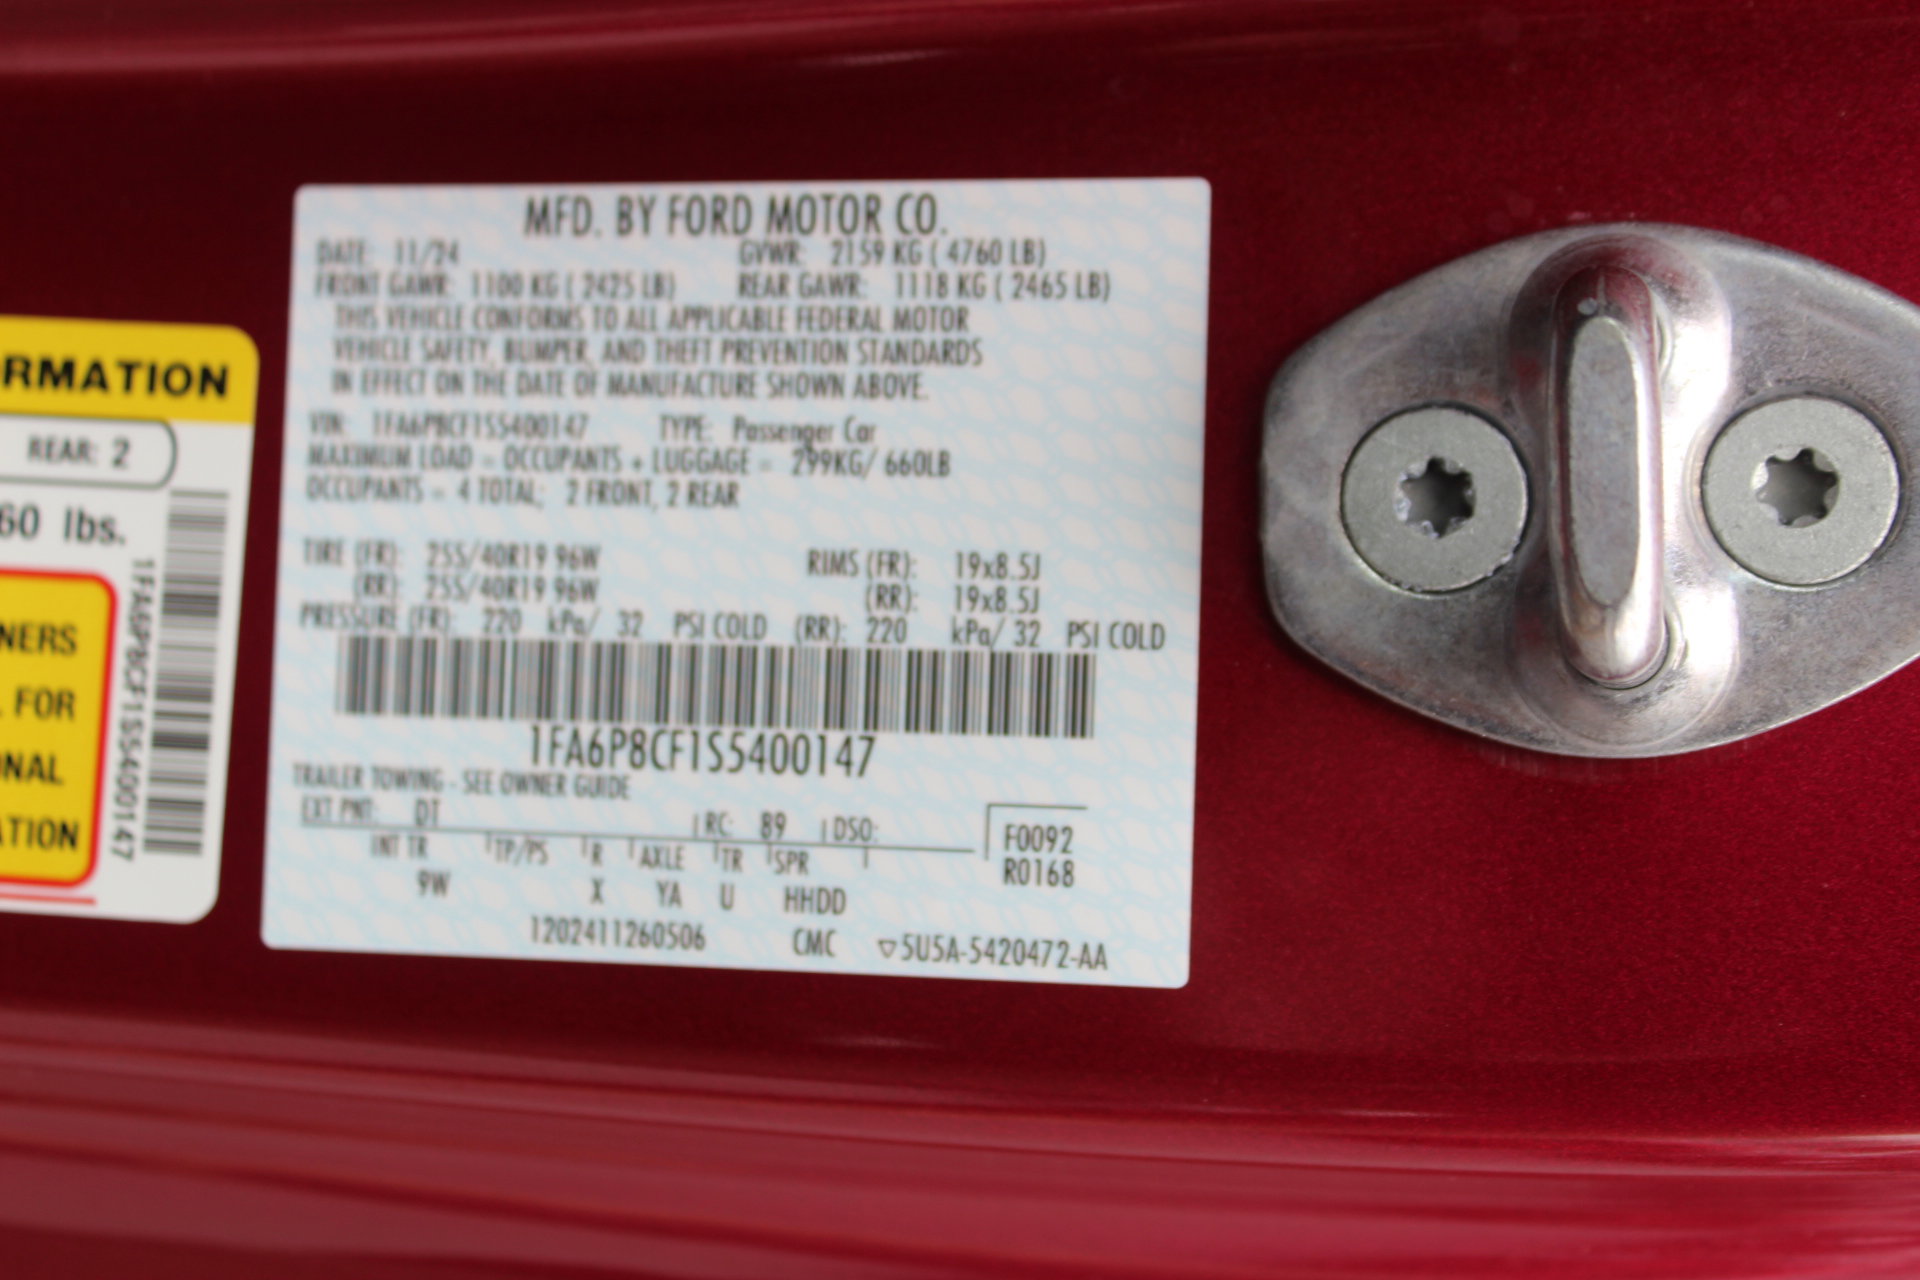 RMATION
REAR: 2
60 lbs.
NERS
FOR
NAL
ATION
1FA6P8CF1S5400147
MFD. BY FORD MOTOR CO.
DATE: 11/24 GVWR: 2159 KG ( 4760 LB)
FRONT GAWR: 1100 KG ( 2425 LB) REAR GAWR: 1118 KG ( 2465 LB)
THIS VEHICLE CONFORMS TO ALL APPLICABLE FEDERAL MOTOR
VEHICLE SAFETY, BUMPER, AND THEFT PREVENTION STANDARDS
IN EFFECT ON THE DATE OF MANUFACTURE SHOWN ABOVE.
VIN: 1FA6P8CF1S5400147 TYPE: Passenger Car
MAXIMUM LOAD = OCCUPANTS + LUGGAGE = 299KG/ 660LB
OCCUPANTS = 4 TOTAL; 2 FRONT, 2 REAR
TIRE (FR): 255/40R19 96W RIMS (FR): 19x8.5J
(RR): 255/40R19 96W (RR): 19x8.5J
PRESSURE (FR): 220 kPa/ 32 PSI COLD (RR): 220 kPa/ 32 PSI COLD
1FA6P8CF1S5400147
TRAILER TOWING - SEE OWNER GUIDE
EXT PNT: DT RC: 89 DSO: F0092
INT TR TP/PS R AXLE TR SPR R0168
9W X YA U HHDD
1202411260506 CMC ▽5U5A-5420472-AA